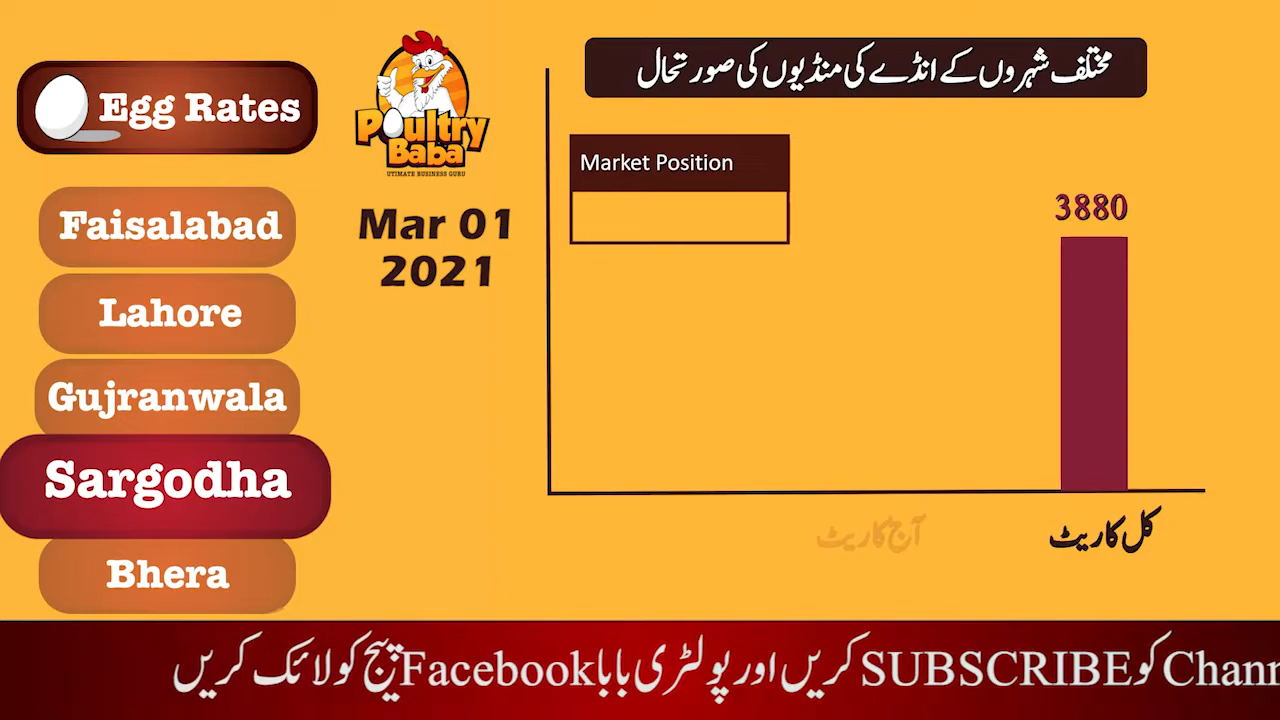 Egg Rates
Faisalabad
Lahore
Gujranwala
Sargodha
Bhera
Poultry
Baba
UTIMATE BUSINESS GURU
Mar 01
2021
مختلف شہروں کے انڈے کی منڈیوں کی صورتحال
Market Position
3880
کل کا ریٹ
آج کا ریٹ
Chann کو SUBSCRIBE کریں اور پولٹری بابا Facebook پیج کو لائک کریں